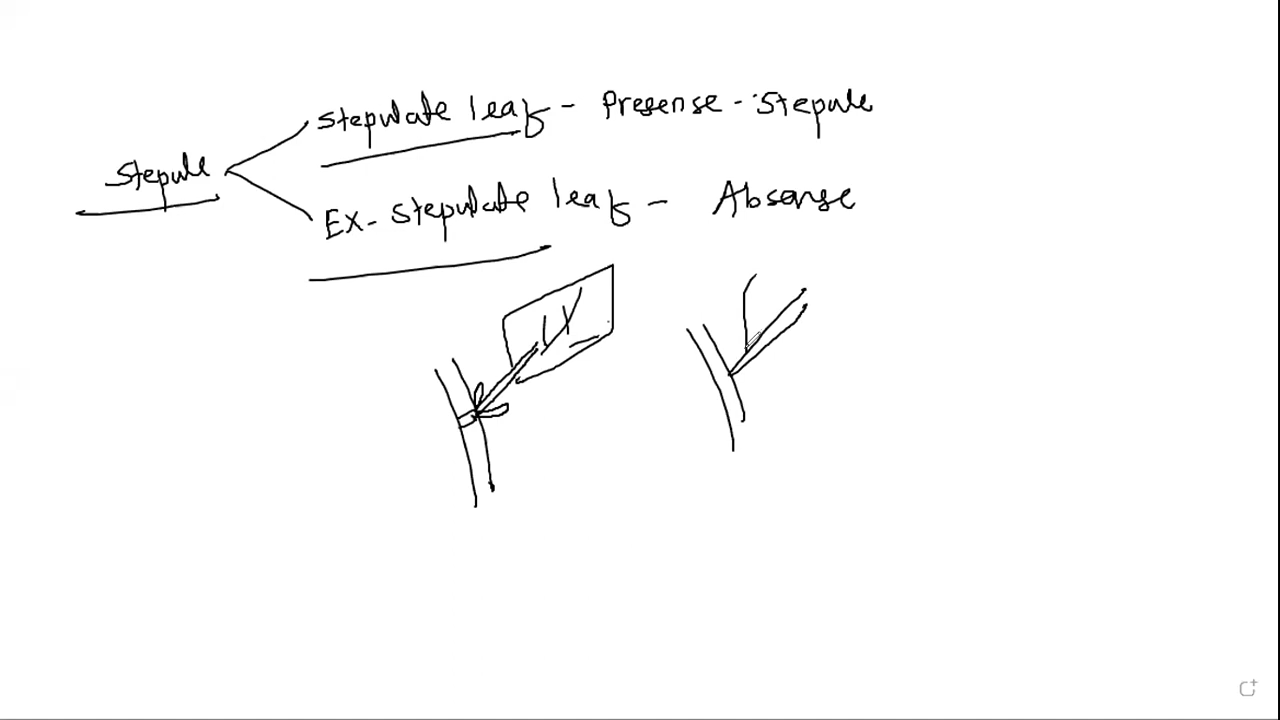 Stepule
Stepulate leaf - Presense - Stepule
Ex- Stepulate leaf - Absense